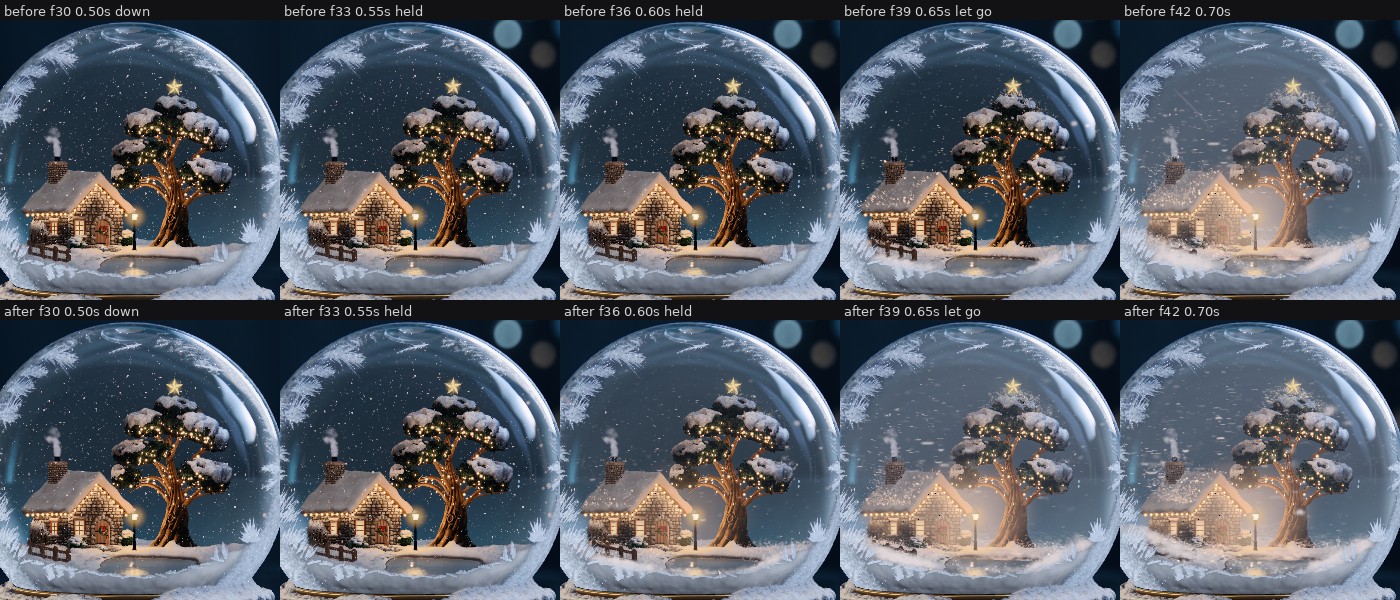 before f30 0.50s down
before f33 0.55s held
before f36 0.60s held
before f39 0.65s let go
before f42 0.70s
after f30 0.50s down
after f33 0.55s held
after f36 0.60s held
after f39 0.65s let go
after f42 0.70s